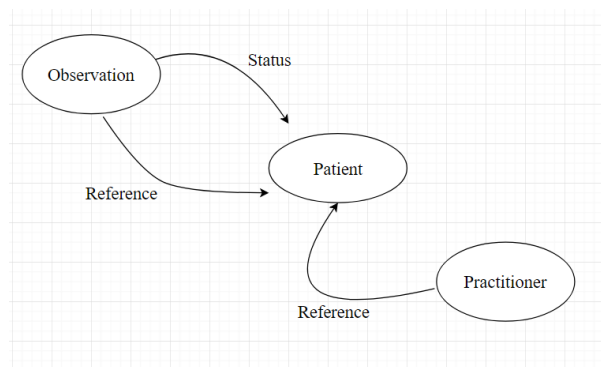 Observation
Status
Patient
Reference
Practitioner
Reference